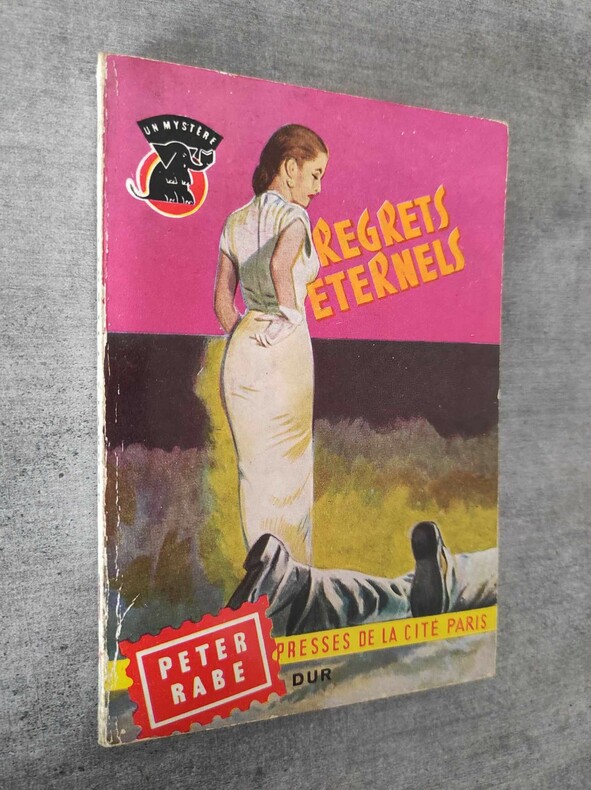 UN MYSTÈRE
REGRETS
ETERNELS
PRESSES DE LA CITÉ PARIS
PETER
RABE
DUR